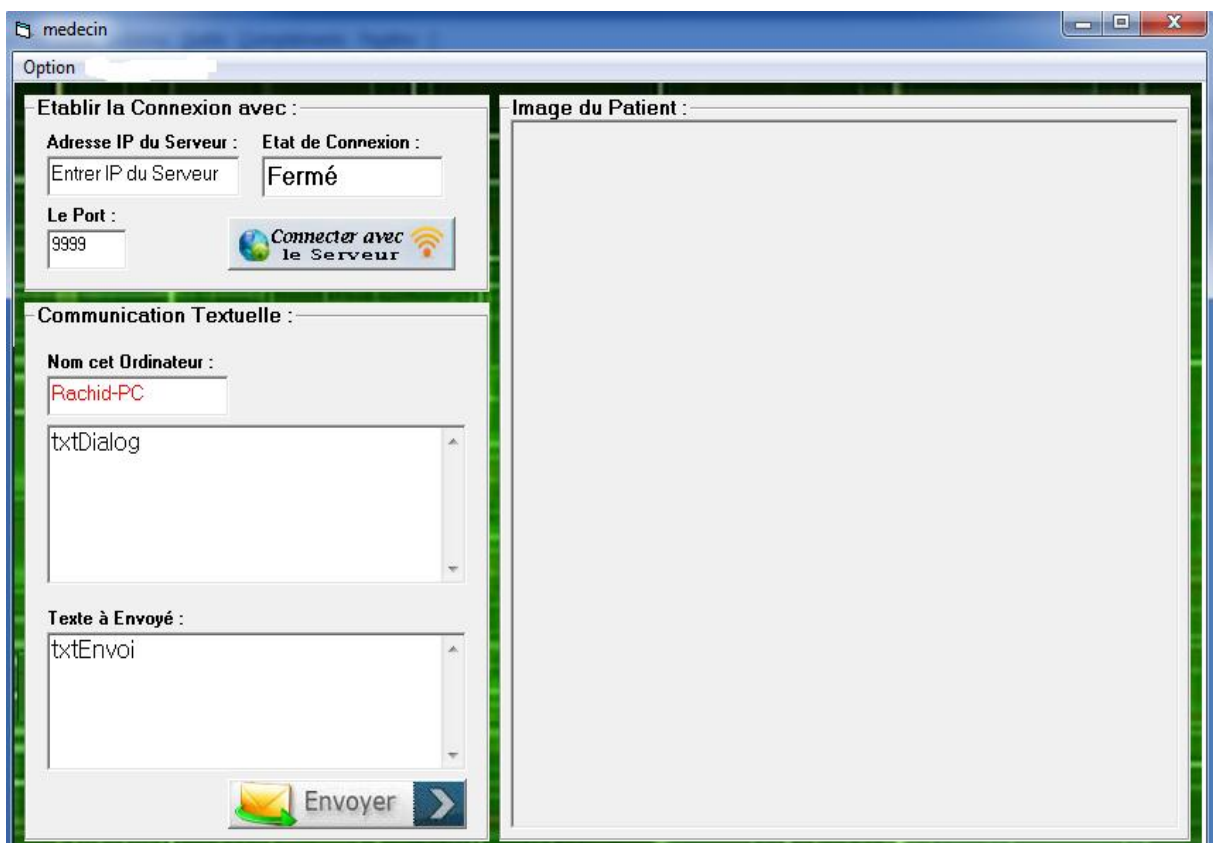 medecin
Option
Etablir la Connexion avec :
Adresse IP du Serveur :
Etat de Connexion :
Entrer IP du Serveur
Fermé
Le Port :
9999
Connecter avec
le Serveur
Communication Textuelle :
Nom cet Ordinateur :
Rachid-PC
txtDialog
Texte à Envoyé :
txtEnvoi
Envoyer
Image du Patient :